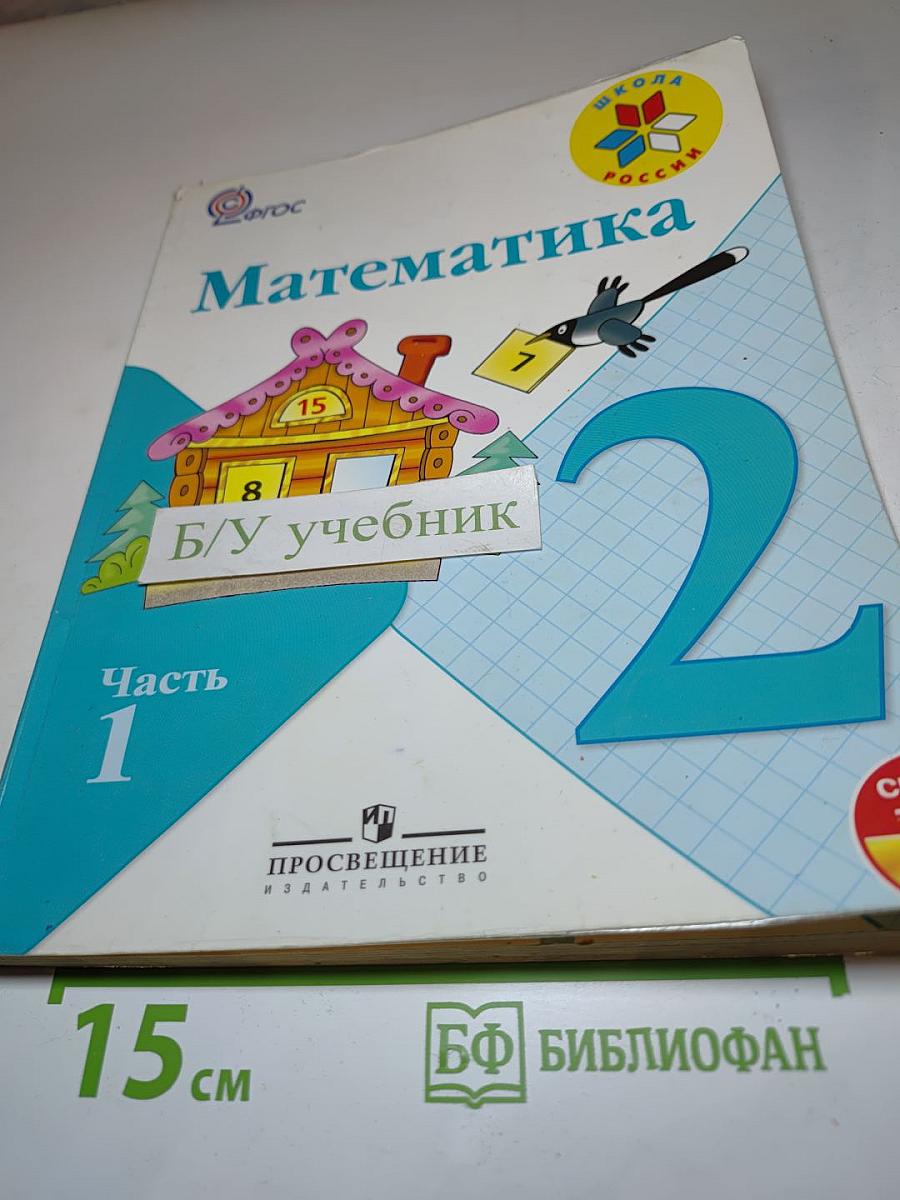 ШКОЛА
РОССИИ
ФГОС
Математика
7
15
8
2
Б/У учебник
Часть
1
ПРОСВЕЩЕНИЕ
ИЗДАТЕЛЬСТВО
15 см
БФ БИБЛИОФАН